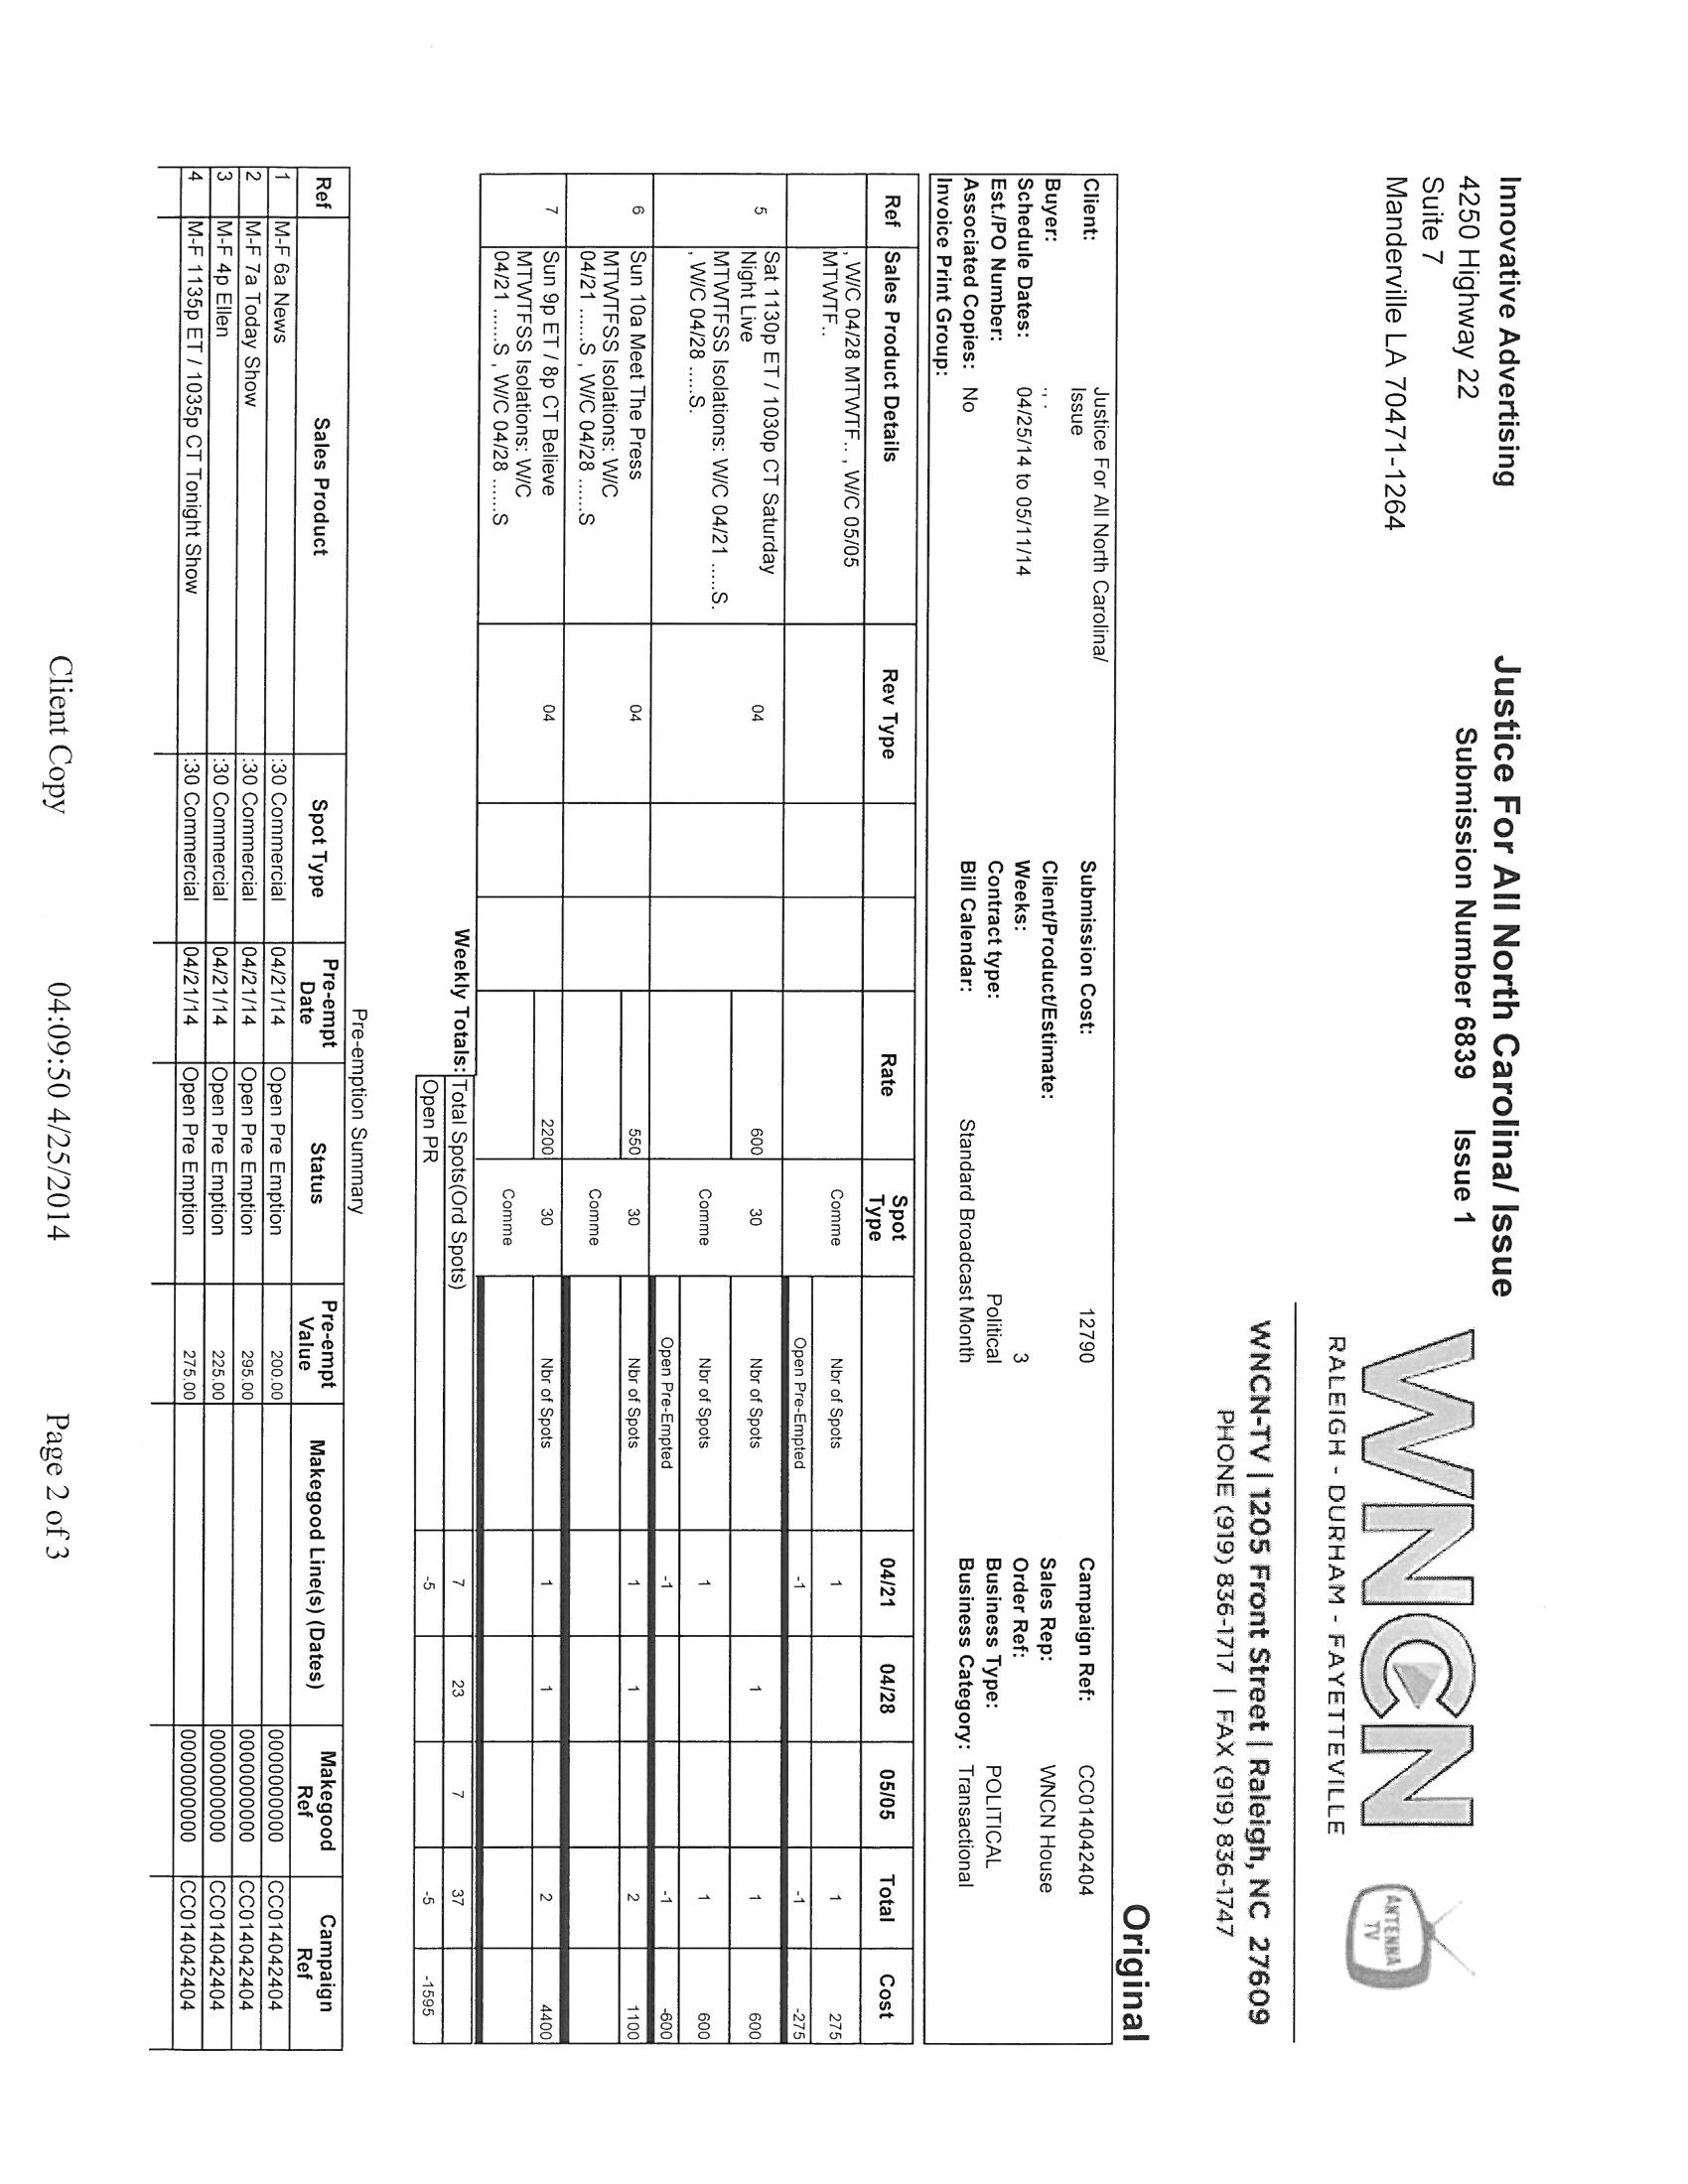 Innovative Advertising
4250 Highway 22
Suite 7
Manderville LA 70471-1264
Justice For All North Carolina/ Issue
Submission Number 6839 Issue 1
WNCN
RALEIGH - DURHAM - FAYETTEVILLE
ANTENNA TV
WNCN-TV | 1205 Front Street | Raleigh, NC 27609
PHONE (919) 836-1717 | FAX (919) 836-1747
Original
Client: Justice For All North Carolina/ Issue Submission Cost: 12790 Campaign Ref: CC014042404
Buyer: , , . Client/Product/Estimate: Sales Rep: WNCN House
Schedule Dates: 04/25/14 to 05/11/14 Weeks: 3 Order Ref:
Est./PO Number: Contract type: Political Business Type: POLITICAL
Associated Copies: No Bill Calendar: Standard Broadcast Month Business Category: Transactional
Invoice Print Group:
Ref Sales Product Details Rev Type Rate Spot Type 04/21 04/28 05/05 Total Cost
, W/C 04/28 MTWTF.. , W/C 05/05 Comme Nbr of Spots 1 1 275
MTWTF.. Open Pre-Empted -1 -1 -275
5 Sat 1130p ET / 1030p CT Saturday 04 600 30 Nbr of Spots 1 1 600
Night Live
MTWTFSS Isolations: W/C 04/21 .....S. Comme Nbr of Spots 1 1 600
, W/C 04/28 .....S. Open Pre-Empted -1 -1 -600
6 Sun 10a Meet The Press 04 550 30 Nbr of Spots 1 1 2 1100
MTWTFSS Isolations: W/C Comme
04/21 ......S , W/C 04/28 ......S
7 Sun 9p ET / 8p CT Believe 04 2200 30 Nbr of Spots 1 1 2 4400
MTWTFSS Isolations: W/C Comme
04/21 ......S , W/C 04/28 ......S
Weekly Totals: Total Spots(Ord Spots) 7 23 7 37
Open PR -5 -5 -1595
Pre-emption Summary
Ref Sales Product Spot Type Pre-empt Date Status Pre-empt Value Makegood Line(s) (Dates) Makegood Ref Campaign Ref
1 M-F 6a News :30 Commercial 04/21/14 Open Pre Emption 200.00 0000000000 CC014042404
2 M-F 7a Today Show :30 Commercial 04/21/14 Open Pre Emption 295.00 0000000000 CC014042404
3 M-F 4p Ellen :30 Commercial 04/21/14 Open Pre Emption 225.00 0000000000 CC014042404
4 M-F 1135p ET / 1035p CT Tonight Show :30 Commercial 04/21/14 Open Pre Emption 275.00 0000000000 CC014042404
Client Copy 04:09:50 4/25/2014 Page 2 of 3